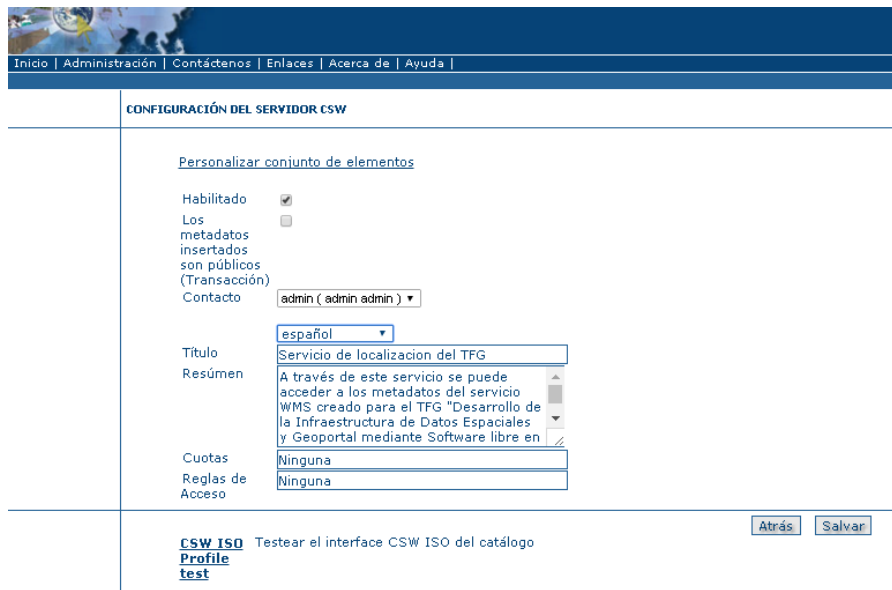 Inicio | Administración | Contáctenos | Enlaces | Acerca de | Ayuda |
CONFIGURACIÓN DEL SERVIDOR CSW
Personalizar conjunto de elementos
Habilitado
Los
metadatos
insertados
son públicos
(Transacción)
Contacto admin ( admin admin )
español
Título Servicio de localizacion del TFG
Resúmen A través de este servicio se puede
acceder a los metadatos del servicio
WMS creado para el TFG "Desarrollo de
la Infraestructura de Datos Espaciales
y Geoportal mediante Software libre en
Cuotas Ninguna
Reglas de Ninguna
Acceso
Atrás Salvar
CSW ISO Testear el interface CSW ISO del catálogo
Profile
test